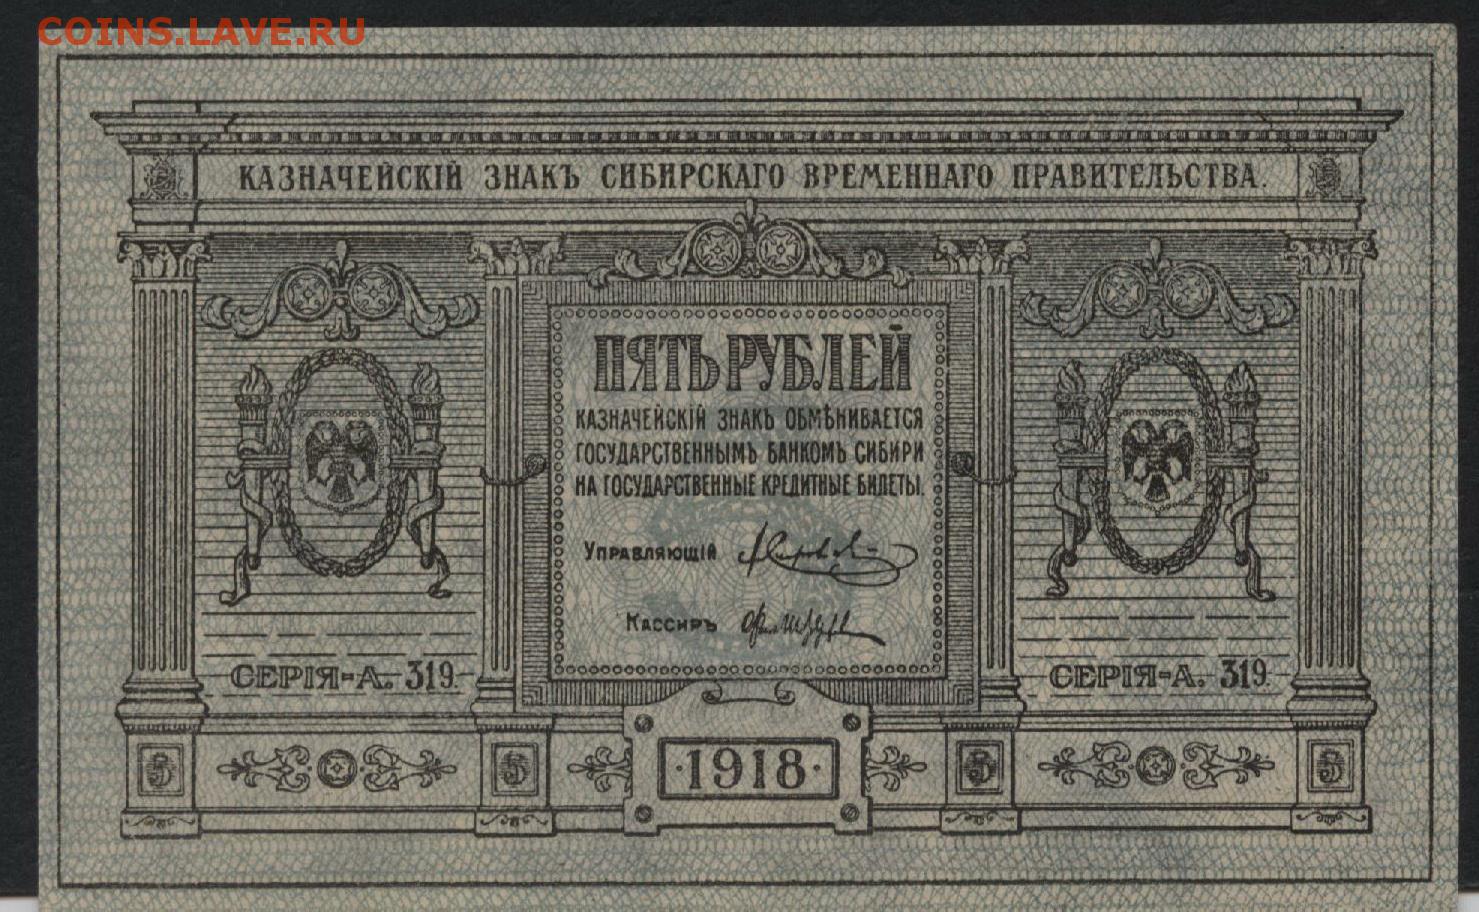 COINS.LAVE.RU
КАЗНАЧЕЙСКІЙ ЗНАКЪ СИБИРСКАГО ВРЕМЕННАГО ПРАВИТЕЛЬСТВА.
ПЯТЬ РУБЛЕЙ
КАЗНАЧЕЙСКІЙ ЗНАКЪ ОБМѢНИВАЕТСЯ
ГОСУДАРСТВЕННЫМЪ БАНКОМЪ СИБИРИ
НА ГОСУДАРСТВЕННЫЕ КРЕДИТНЫЕ БИЛЕТЫ.
УПРАВЛЯЮЩІЙ
КАССИРЪ
СЕРІЯ-А. 319. СЕРІЯ-А. 319.
5 5 ·1918· 5 5